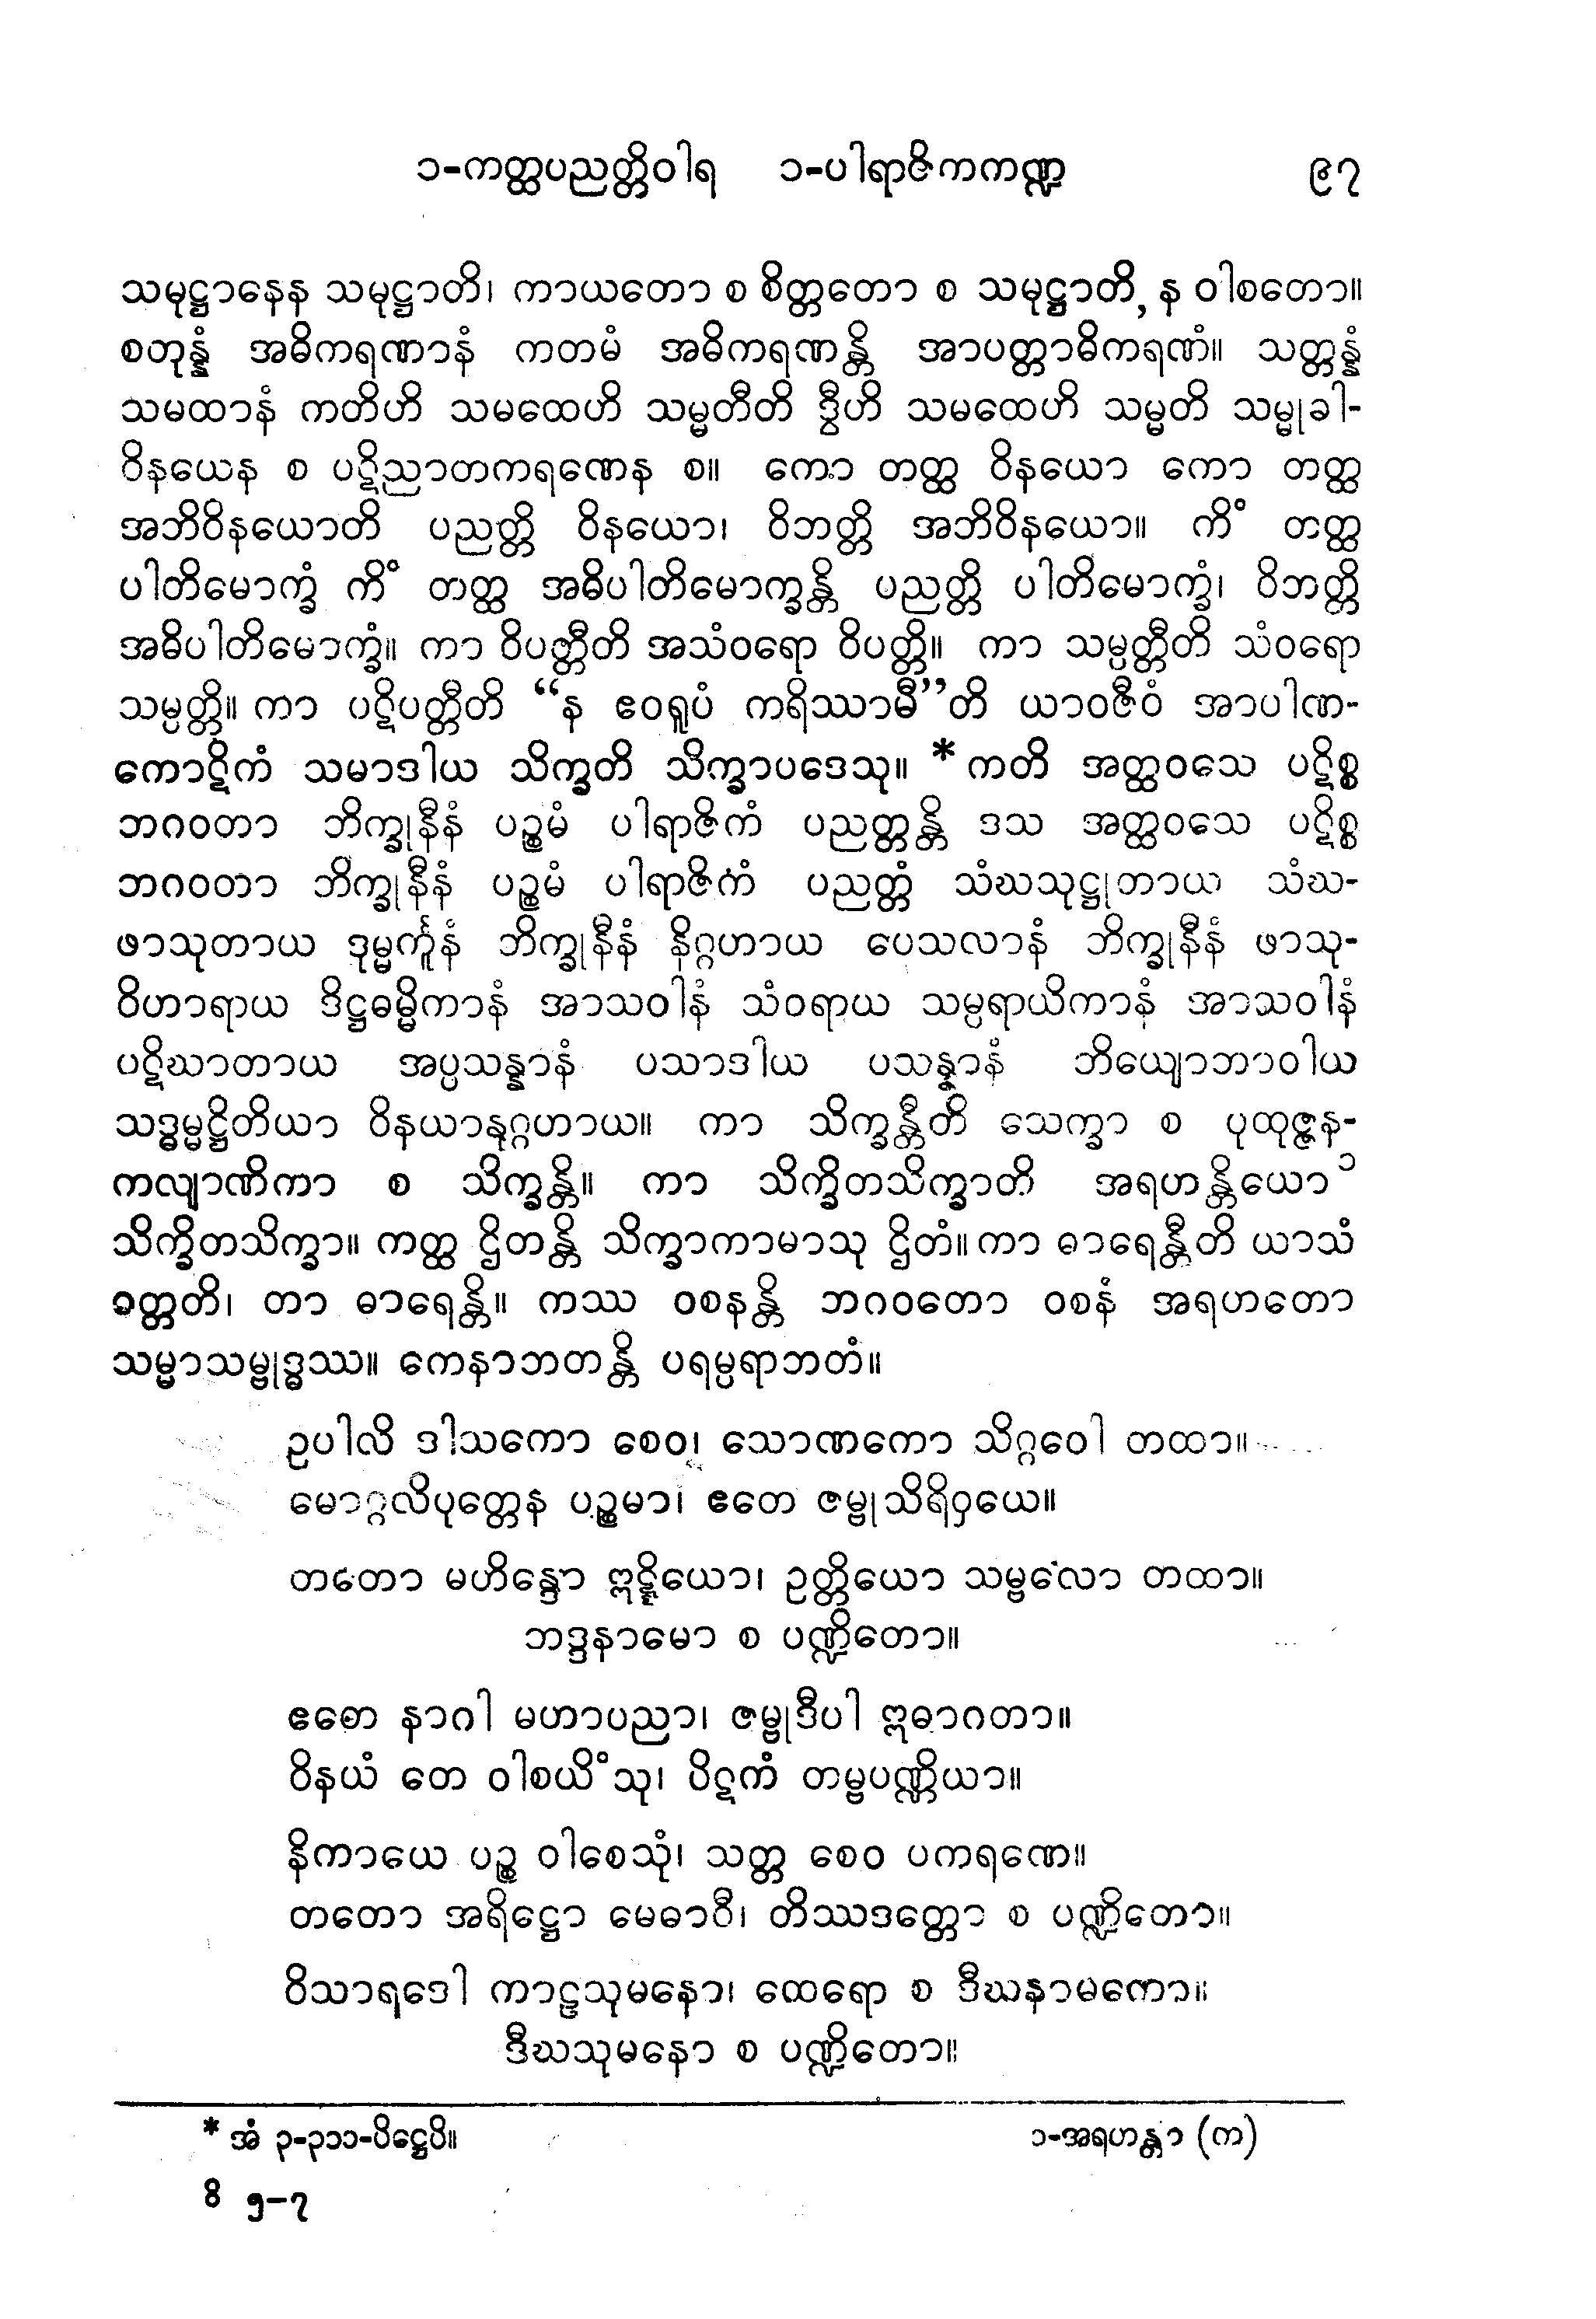 ၁-ကတ္ထပညတ္တိဝါရ ၁-ပါရာဇိကကဏ္ဍ ၉၇
သမုဋ္ဌာနေန သမုဋ္ဌာတိ၊ ကာယတော စ စိတ္တတော စ သမုဋ္ဌာတိ, န ဝါစတော။
စတုန္နံ အဓိကရဏာနံ ကတမံ အဓိကရဏန္တိ အာပတ္တာဓိကရဏံ။ သတ္တန္နံ
သမထာနံ ကတိဟိ သမထေဟိ သမ္မတီတိ ဒွီဟိ သမထေဟိ သမ္မတိ သမ္မုခါ-
ဝိနယေန စ ပဋိညာတကရဏေန စ။ ကော တတ္ထ ဝိနယော ကော တတ္ထ
အဘိဝိနယောတိ ပညတ္တိ ဝိနယော၊ ဝိဘတ္တိ အဘိဝိနယော။ ကိံ တတ္ထ
ပါတိမောက္ခံ ကိံ တတ္ထ အဓိပါတိမောက္ခန္တိ ပညတ္တိ ပါတိမောက္ခံ၊ ဝိဘတ္တိ
အဓိပါတိမောက္ခံ။ ကာ ဝိပတ္တီတိ အသံဝရော ဝိပတ္တိ။ ကာ သမ္ပတ္တီတိ သံဝရော
သမ္ပတ္တိ။ ကာ ပဋိပတ္တီတိ “န ဧဝရူပံ ကရိဿာမီ”တိ ယာဝဇီဝံ အာပါဏ-
ကောဋိကံ သမာဒါယ သိက္ခတိ သိက္ခာပဒေသု။ * ကတိ အတ္ထဝသေ ပဋိစ္စ
ဘဂဝတာ ဘိက္ခုနီနံ ပဉ္စမံ ပါရာဇိကံ ပညတ္တန္တိ ဒသ အတ္ထဝသေ ပဋိစ္စ
ဘဂဝတာ ဘိက္ခုနီနံ ပဉ္စမံ ပါရာဇိကံ ပညတ္တံ သံဃသုဋ္ဌုတာယ သံဃ-
ဖာသုတာယ ဒုမ္မင်္ကူနံ ဘိက္ခုနီနံ နိဂ္ဂဟာယ ပေသလာနံ ဘိက္ခုနီနံ ဖာသု-
ဝိဟာရာယ ဒိဋ္ဌဓမ္မိကာနံ အာသဝါနံ သံဝရာယ သမ္ပရာယိကာနံ အာသဝါနံ
ပဋိဃာတာယ အပ္ပသန္နာနံ ပသာဒါယ ပသန္နာနံ ဘိယျောဘာဝါယ
သဒ္ဓမ္မဋ္ဌိတိယာ ဝိနယာနုဂ္ဂဟာယ။ ကာ သိက္ခန္တီတိ သေက္ခာ စ ပုထုဇ္ဇန-
ကလျာဏိကာ စ သိက္ခန္တိ။ ကာ သိက္ခိတသိက္ခာတိ အရဟန္တိယော ၁
သိက္ခိတသိက္ခာ။ ကတ္ထ ဌိတန္တိ သိက္ခာကာမာသု ဌိတံ။ ကာ ဓာရေန္တီတိ ယာသံ
ဝတ္တတိ၊ တာ ဓာရေန္တိ။ ကဿ ဝစနန္တိ ဘဂဝတော ဝစနံ အရဟတော
သမ္မာသမ္ဗုဒ္ဓဿ။ ကေနာဘတန္တိ ပရမ္ပရာဘတံ။
ဥပါလိ ဒါသကော စေဝ၊ သောဏကော သိဂ္ဂဝေါ တထာ။
မောဂ္ဂလိပုတ္တေန ပဉ္စမာ၊ ဧတေ ဇမ္ဗုသိရိဝှယေ။
တတော မဟိန္ဒော ဣဋ္ဋိယော၊ ဥတ္တိယော သမ္ဗလော တထာ။
ဘဒ္ဒနာမော စ ပဏ္ဍိတော။
ဧတေ နာဂါ မဟာပညာ၊ ဇမ္ဗုဒီပါ ဣဓာဂတာ။
ဝိနယံ တေ ဝါစယိံသု၊ ပိဋကံ တမ္ဗပဏ္ဏိယာ။
နိကာယေ ပဉ္စ ဝါစေသုံ၊ သတ္တ စေဝ ပကရဏေ။
တတော အရိဋ္ဌော မေဓာဝီ၊ တိဿဒတ္တော စ ပဏ္ဍိတော။
ဝိသာရဒေါ ကာဠသုမနော၊ ထေရော စ ဒီဃနာမကော။
ဒီဃသုမနော စ ပဏ္ဍိတော။
* အံ ၃-၃၁၁-ပိဋ္ဌေပိ။ ၁-အရဟန္တာ (က)
ဝိ ၅-၇